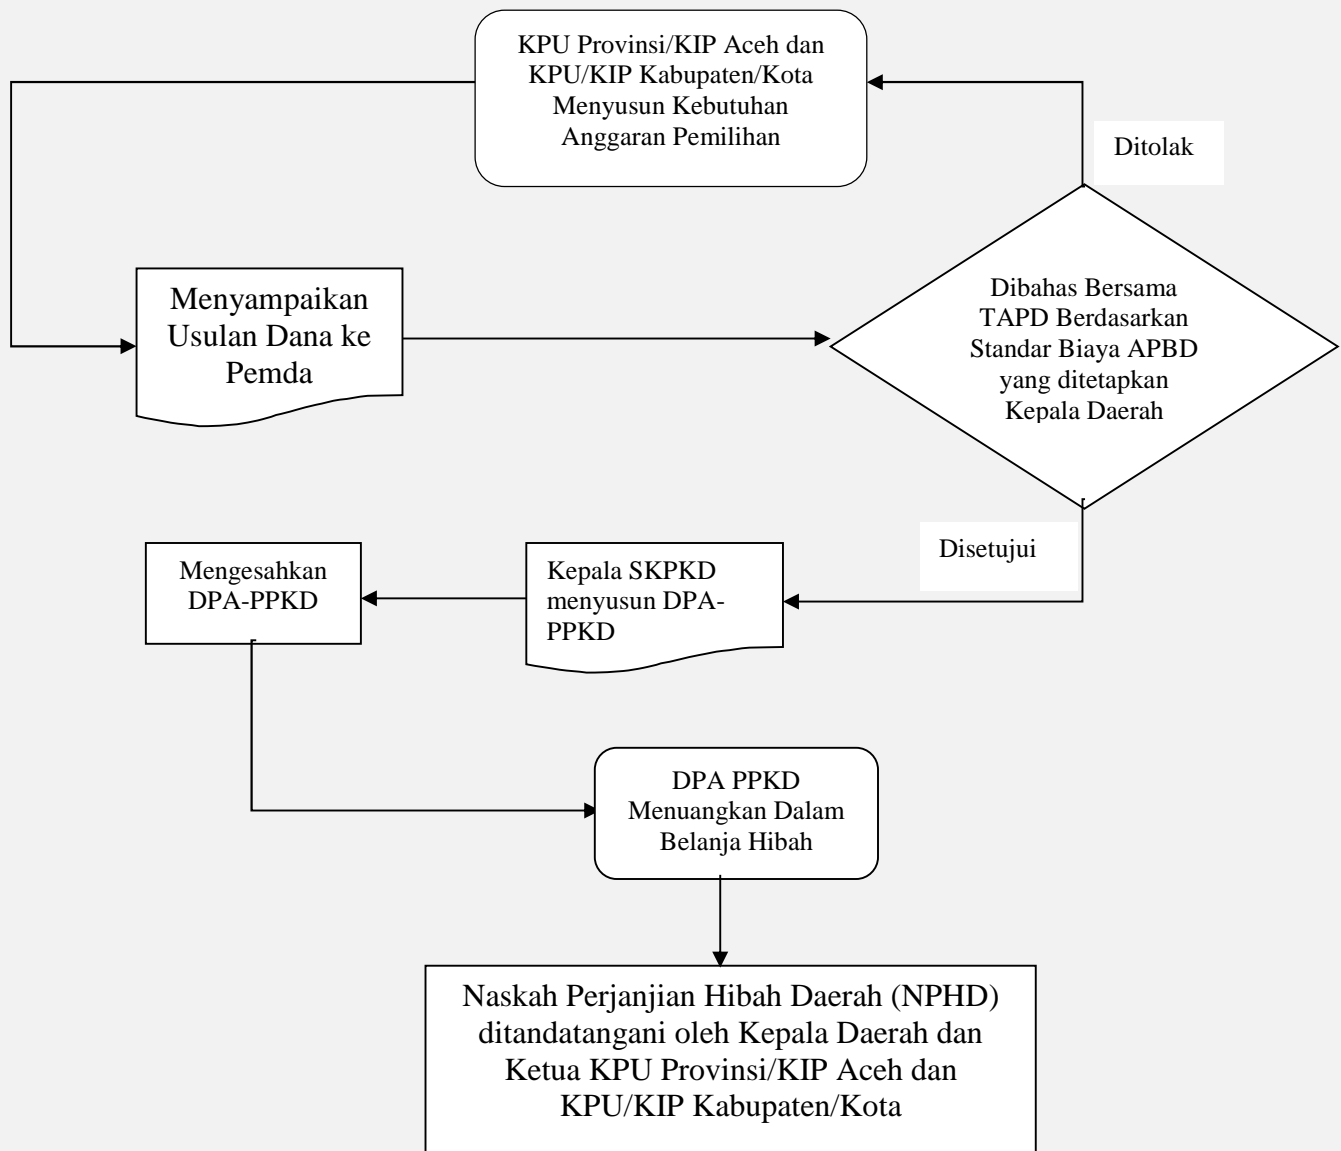 KPU Provinsi/KIP Aceh dan
KPU/KIP Kabupaten/Kota
Menyusun Kebutuhan
Anggaran Pemilihan
Ditolak
Menyampaikan
Usulan Dana ke
Pemda
Dibahas Bersama
TAPD Berdasarkan
Standar Biaya APBD
yang ditetapkan
Kepala Daerah
Disetujui
Kepala SKPKD
menyusun DPA-
PPKD
Mengesahkan
DPA-PPKD
DPA PPKD
Menuangkan Dalam
Belanja Hibah
Naskah Perjanjian Hibah Daerah (NPHD)
ditandatangani oleh Kepala Daerah dan
Ketua KPU Provinsi/KIP Aceh dan
KPU/KIP Kabupaten/Kota